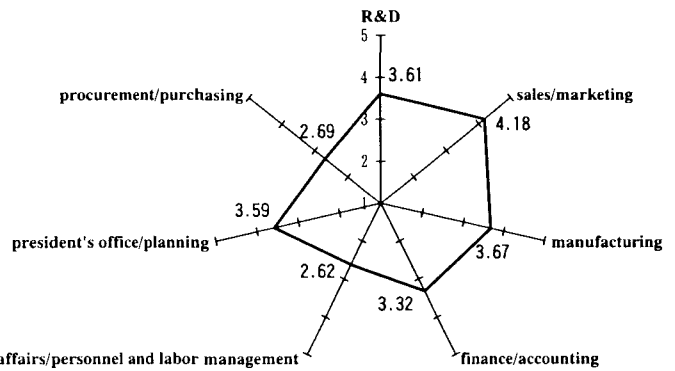 R&D
5
4
3.61
procurement/purchasing
sales/marketing
2.69
3
4.18
2
1
3.59
president's office/planning
manufacturing
3.67
2.62
3.32
affairs/personnel and labor management
finance/accounting